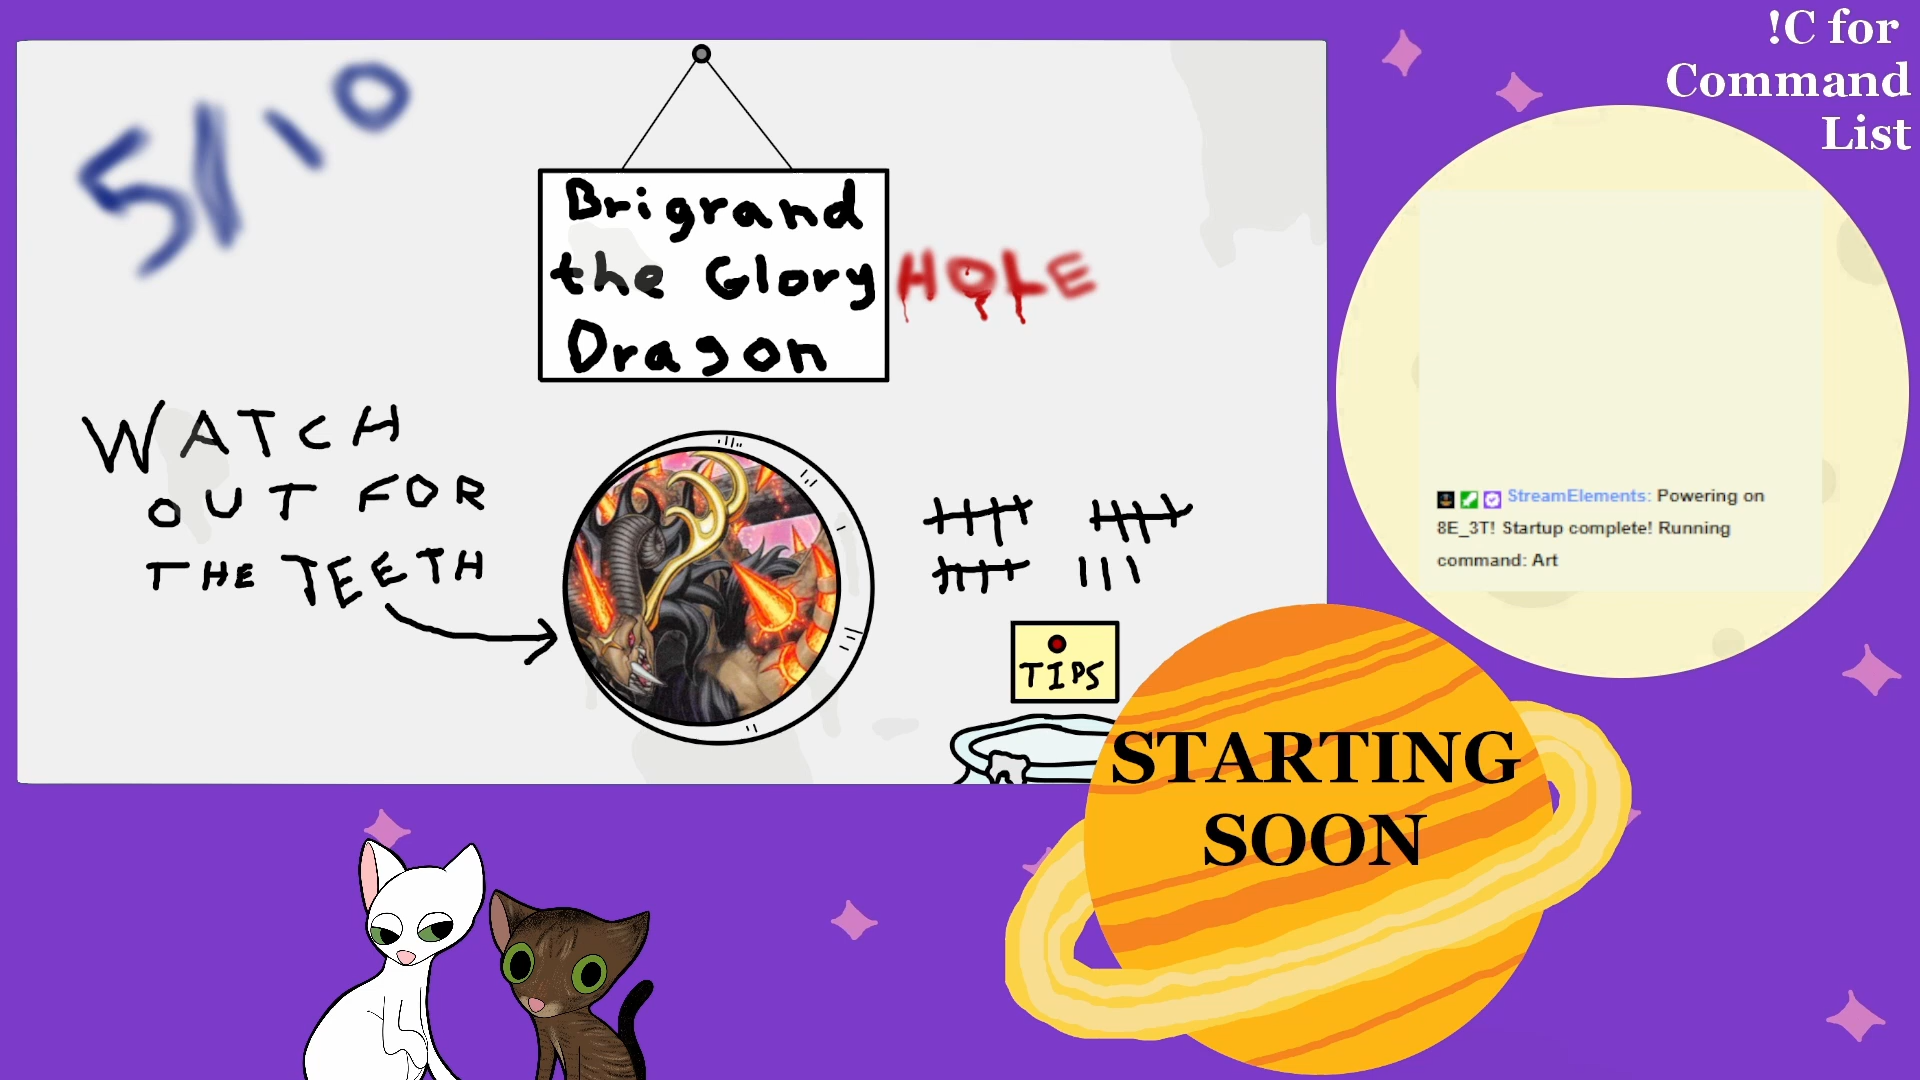 !C for
Command
List
5/10
Brigrand
the Glory
Dragon
HOLE
WATCH
OUT FOR
THE TEETH
TIPS
StreamElements: Powering on
8E_3T! Startup complete! Running
command: Art
STARTING
SOON